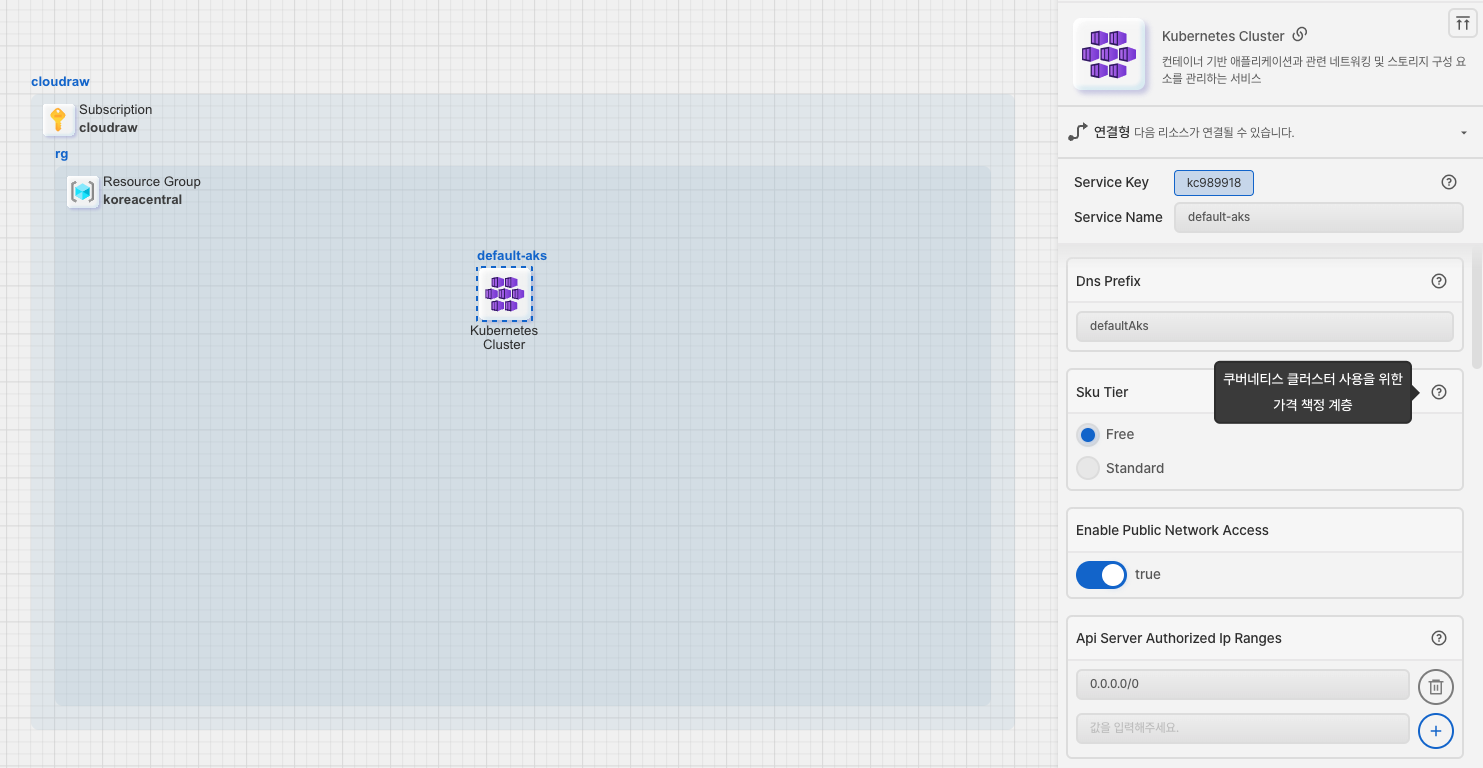 cloudraw
Subscription
cloudraw
rg
Resource Group
koreacentral
default-aks
Kubernetes
Cluster
Kubernetes Cluster
컨테이너 기반 애플리케이션과 관련 네트워킹 및 스토리지 구성 요
소를 관리하는 서비스
연결형 다음 리소스가 연결될 수 있습니다.
Service Key kc989918
Service Name default-aks
Dns Prefix
defaultAks
Sku Tier
쿠버네티스 클러스터 사용을 위한
가격 책정 계층
Free
Standard
Enable Public Network Access
true
Api Server Authorized Ip Ranges
0.0.0.0/0
값을 입력해주세요.